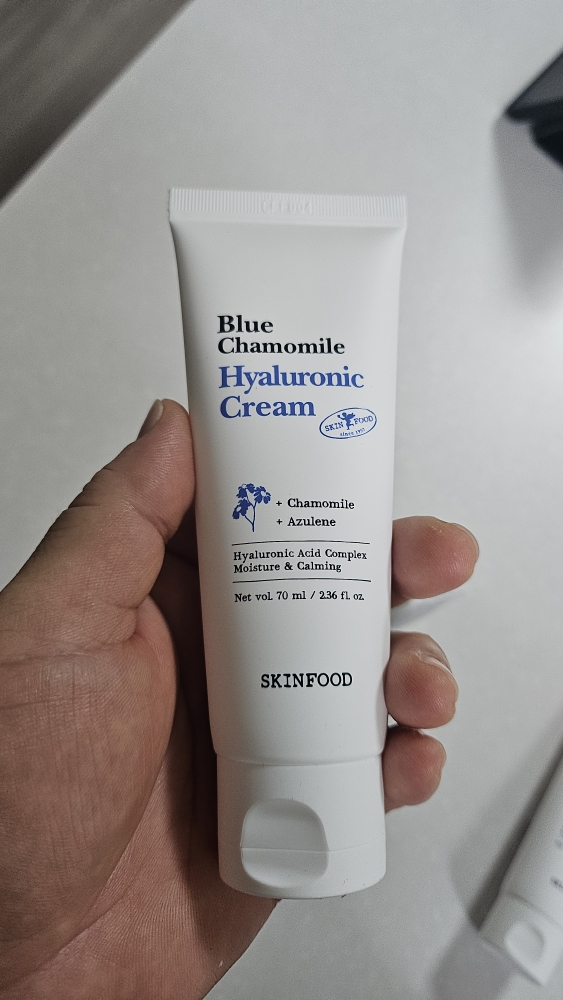 Blue
Chamomile
Hyaluronic
Cream
SKIN FOOD
+ Chamomile
+ Azulene
Hyaluronic Acid Complex
Moisture & Calming
Net vol. 70 ml / 2.36 fl. oz.
SKINFOOD